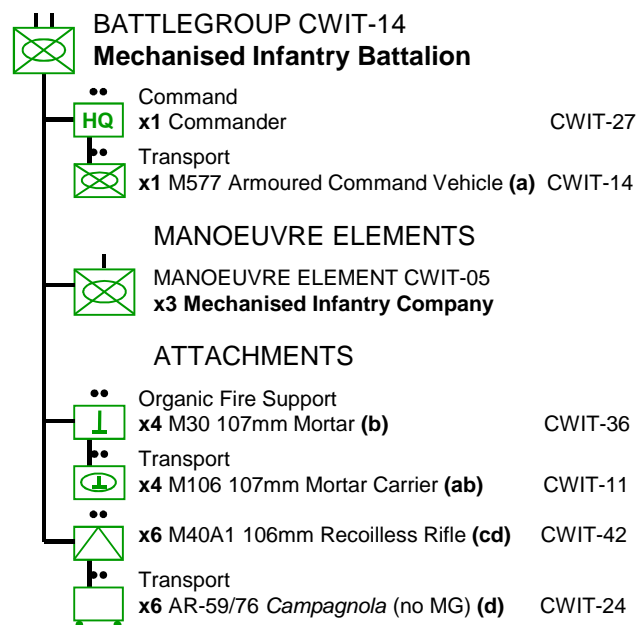 BATTLEGROUP CWIT-14
Mechanised Infantry Battalion
Command
HQ x1 Commander CWIT-27
Transport
x1 M577 Armoured Command Vehicle (a) CWIT-14
MANOEUVRE ELEMENTS
MANOEUVRE ELEMENT CWIT-05
x3 Mechanised Infantry Company
ATTACHMENTS
Organic Fire Support
x4 M30 107mm Mortar (b) CWIT-36
Transport
x4 M106 107mm Mortar Carrier (ab) CWIT-11
x6 M40A1 106mm Recoilless Rifle (cd) CWIT-42
Transport
x6 AR-59/76 Campagnola (no MG) (d) CWIT-24